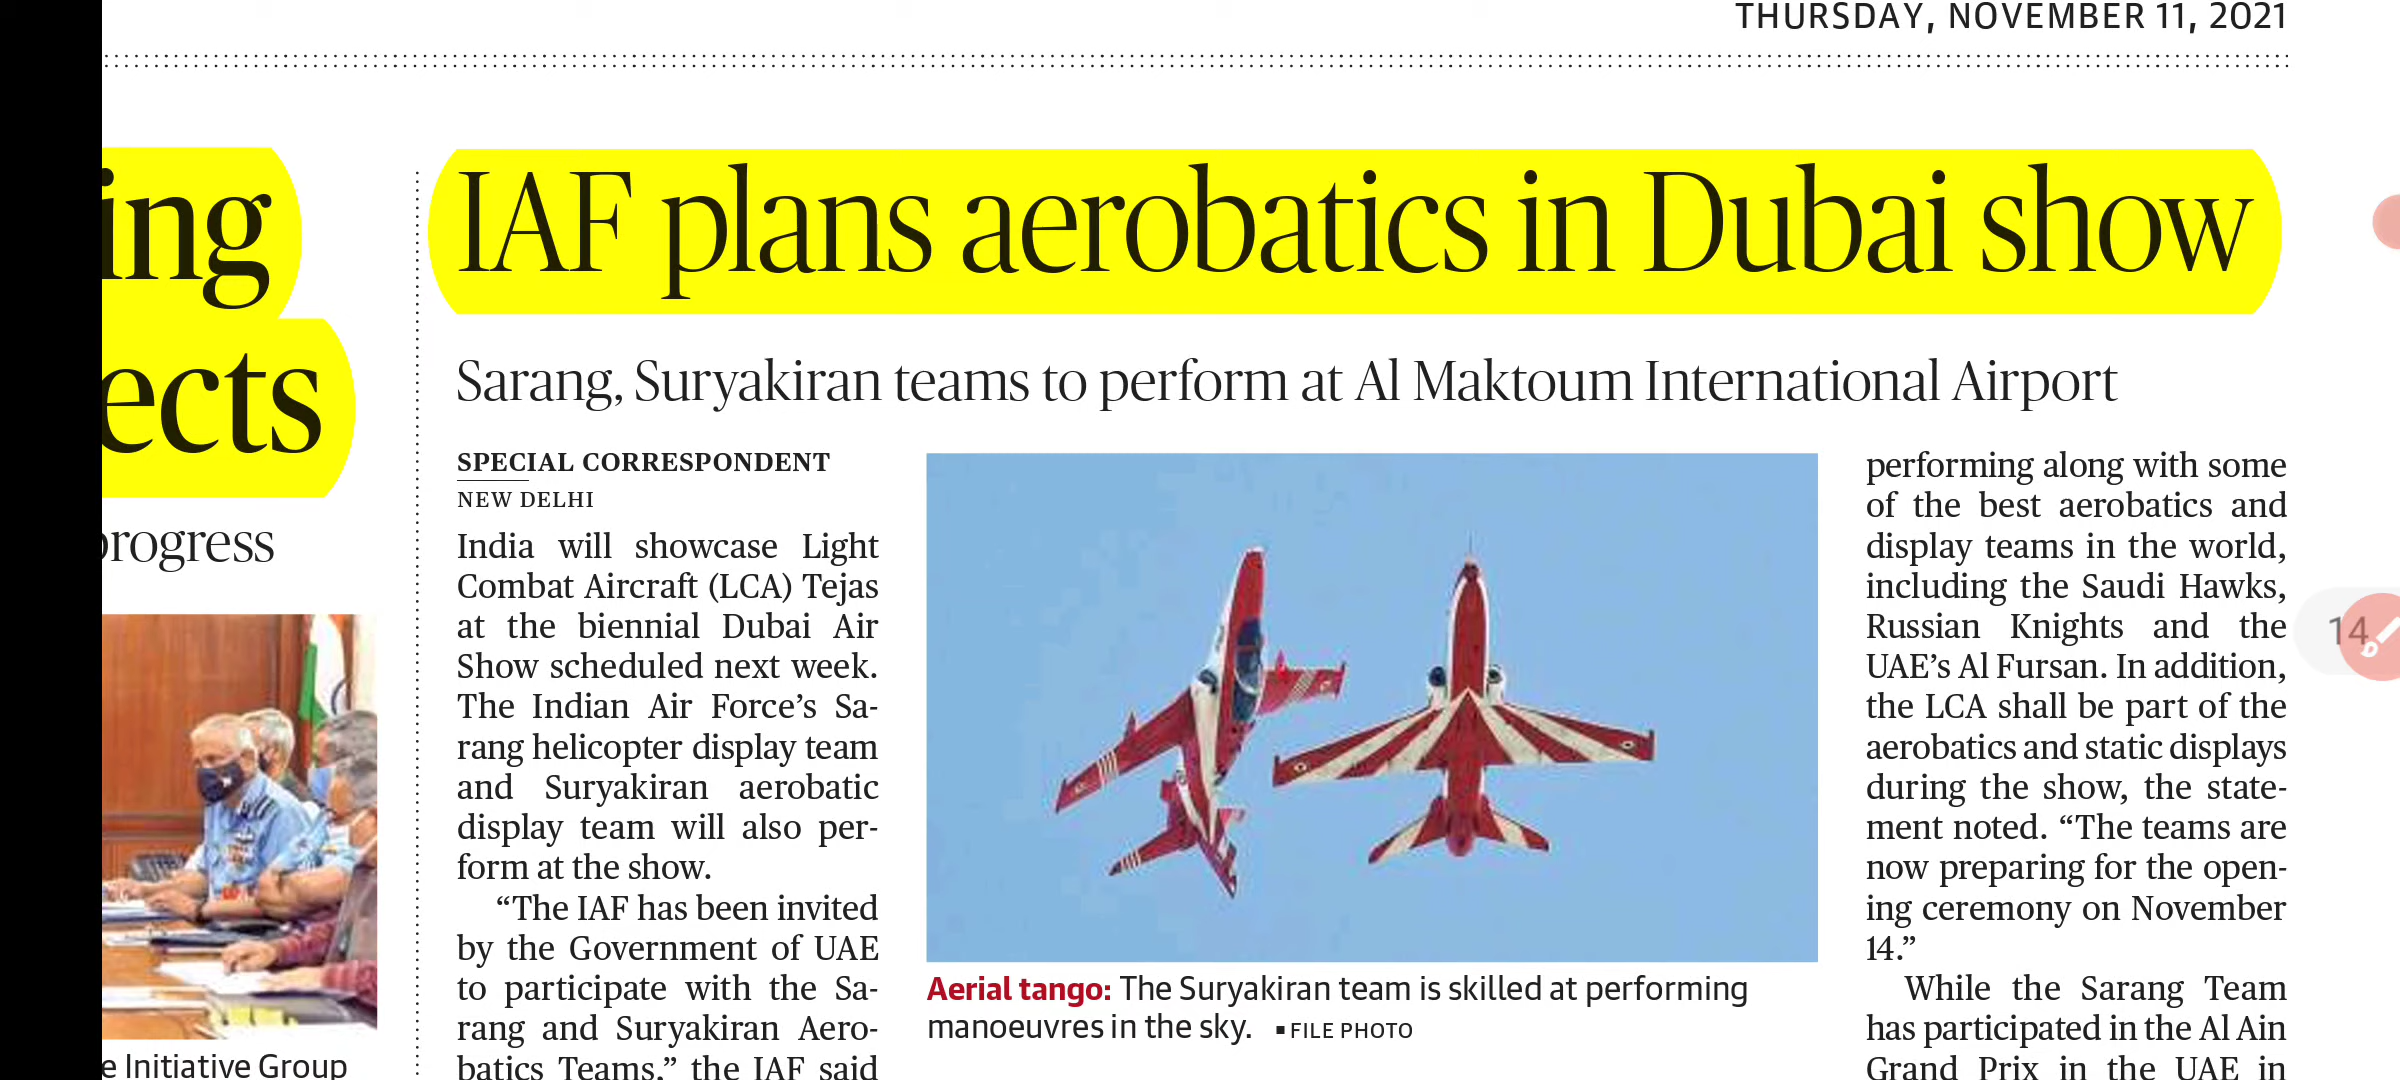 THURSDAY, NOVEMBER 11, 2021
ing
ects
progress
e Initiative Group
IAF plans aerobatics in Dubai show
Sarang, Suryakiran teams to perform at Al Maktoum International Airport
SPECIAL CORRESPONDENT
NEW DELHI
India will showcase Light
Combat Aircraft (LCA) Tejas
at the biennial Dubai Air
Show scheduled next week.
The Indian Air Force’s Sa-
rang helicopter display team
and Suryakiran aerobatic
display team will also per-
form at the show.
“The IAF has been invited
by the Government of UAE
to participate with the Sa-
rang and Suryakiran Aero-
batics Teams,” the IAF said
Aerial tango: The Suryakiran team is skilled at performing
manoeuvres in the sky. ■ FILE PHOTO
performing along with some
of the best aerobatics and
display teams in the world,
including the Saudi Hawks,
Russian Knights and the
UAE’s Al Fursan. In addition,
the LCA shall be part of the
aerobatics and static displays
during the show, the state-
ment noted. “The teams are
now preparing for the open-
ing ceremony on November
14.”
While the Sarang Team
has participated in the Al Ain
Grand Prix in the UAE in
14